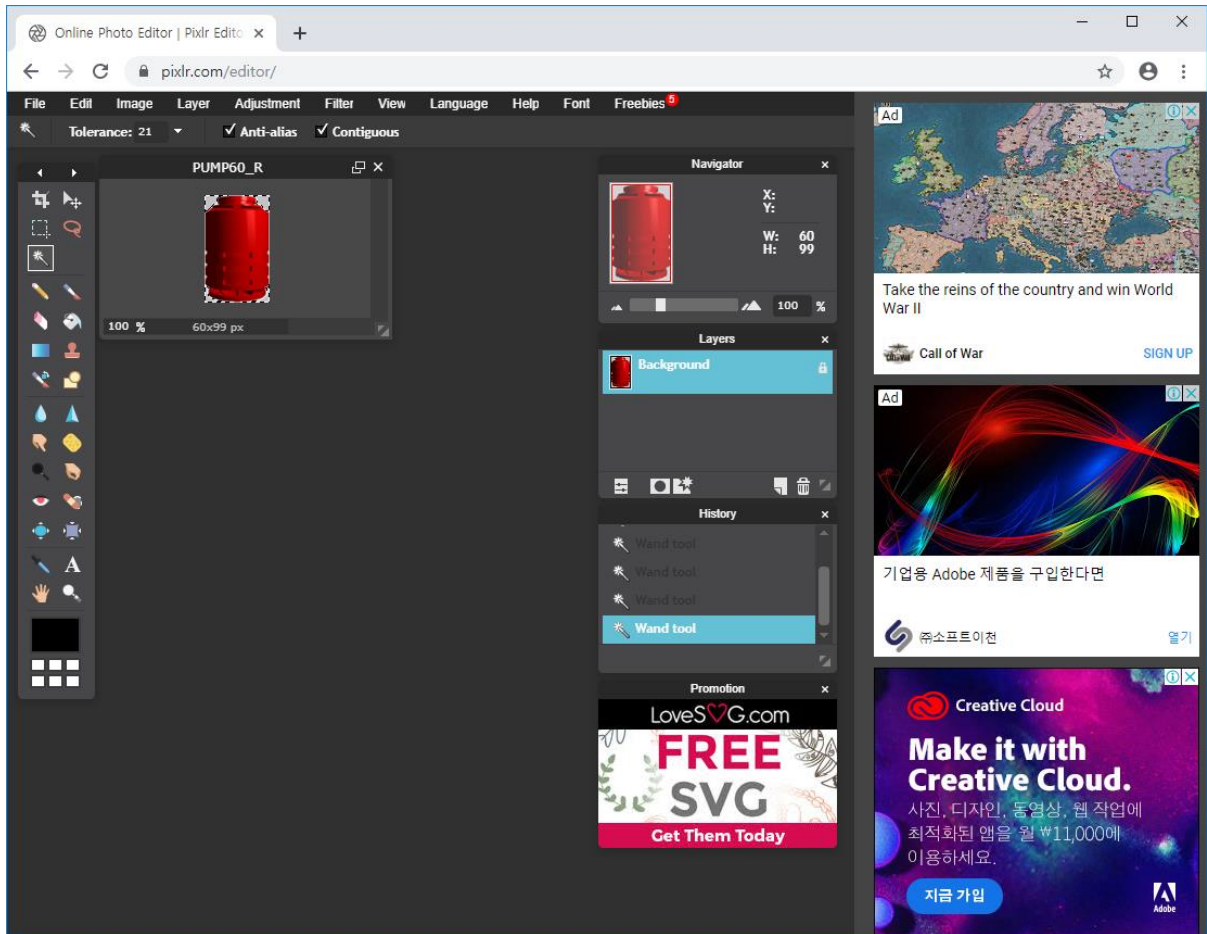 Online Photo Editor | Pixlr Edito
pixlr.com/editor/
File Edit Image Layer Adjustment Filter View Language Help Font Freebies 5
Tolerance: 21 Anti-alias Contiguous
PUMP60_R
100 % 60x99 px
Navigator
X:
Y:
W: 60
H: 99
100 %
Layers
Background
History
Wand tool
Wand tool
Wand tool
Wand tool
Promotion
LoveSVG.com
FREE
SVG
Get Them Today
Ad
Take the reins of the country and win World
War II
Call of War SIGN UP
Ad
기업용 Adobe 제품을 구입한다면
㈜소프트이천 열기
Creative Cloud
Make it with
Creative Cloud.
사진, 디자인, 동영상, 웹 작업에
최적화된 앱을 월 ₩11,000에
이용하세요.
지금 가입
Adobe